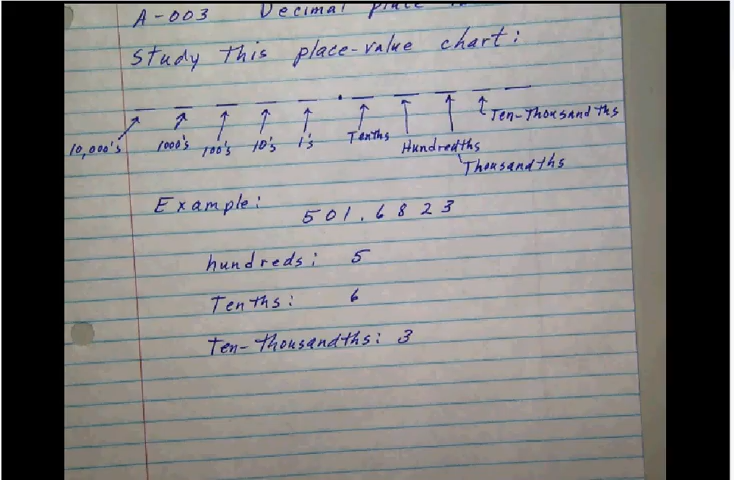 A-003 Decimal place
Study this place-value chart:
.
10,000's 1000's 100's 10's 1's Tenths Hundredths Thousandths Ten-Thousandths
Example:
501.6823
hundreds: 5
Tenths: 6
Ten-Thousandths: 3